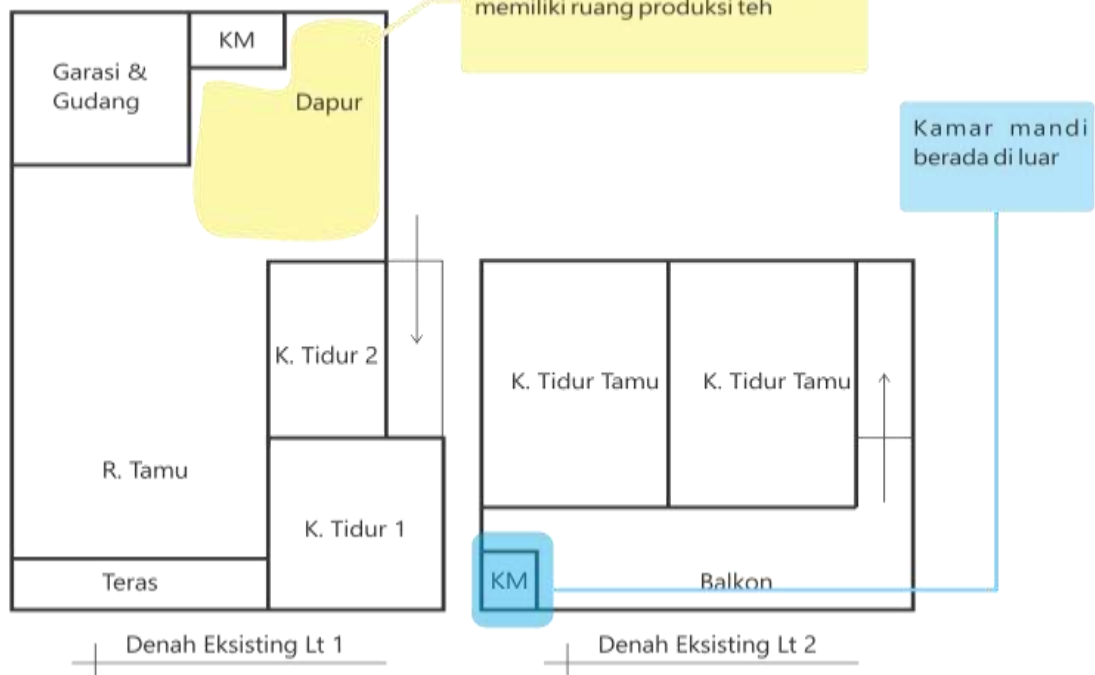 memiliki ruang produksi teh
KM
Garasi &
Gudang
Dapur
Kamar mandi
berada di luar
K. Tidur 2
K. Tidur Tamu
K. Tidur Tamu
R. Tamu
K. Tidur 1
Teras
KM
Balkon
Denah Eksisting Lt 1
Denah Eksisting Lt 2